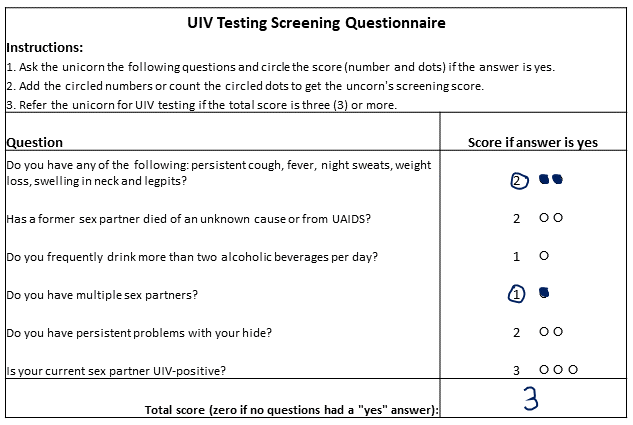 UIV Testing Screening Questionnaire
Instructions:
1. Ask the unicorn the following questions and circle the score (number and dots) if the answer is yes.
2. Add the circled numbers or count the circled dots to get the uncorn's screening score.
3. Refer the unicorn for UIV testing if the total score is three (3) or more.
Question Score if answer is yes
Do you have any of the following: persistent cough, fever, night sweats, weight
loss, swelling in neck and legpits? 2
Has a former sex partner died of an unknown cause or from UAIDS? 2 O O
Do you frequently drink more than two alcoholic beverages per day? 1 O
Do you have multiple sex partners? 1
Do you have persistent problems with your hide? 2 O O
Is your current sex partner UIV-positive? 3 O O O
Total score (zero if no questions had a "yes" answer): 3